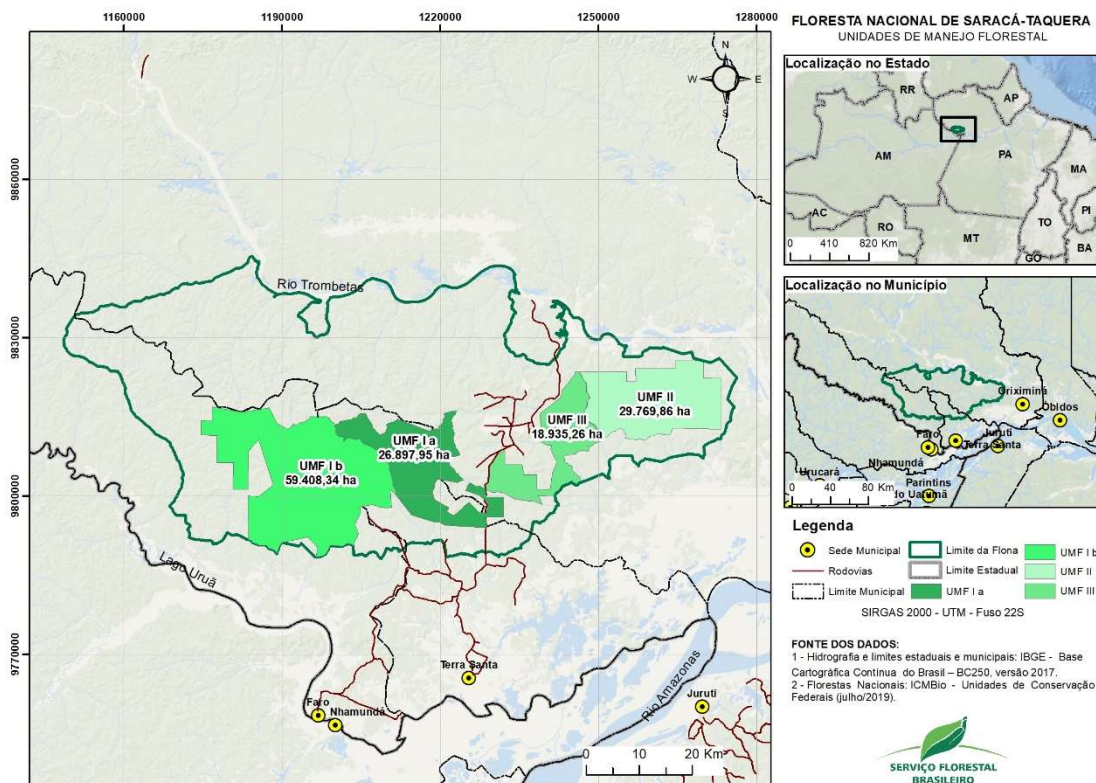 1160000 1190000 1220000 1250000 1280000
9860000
9830000
9800000
9770000
N
W E
S
Rio Trombetas
UMF II
29.769,86 ha
UMF III
18.935,26 ha
UMF I a
26.897,95 ha
UMF I b
59.408,34 ha
Lago Uruã
Terra Santa
Faro
Nhamundá
Juruti
Rio Amazonas
0 10 20 Km
FLORESTA NACIONAL DE SARACÁ-TAQUERA
UNIDADES DE MANEJO FLORESTAL
Localização no Estado
RR
AP
AM
PA
MA
AC
RO
MT
TO
PI
BA
GO
0 410 820 Km
Localização no Município
Oriximiná
Óbidos
Faro
Juruti
Terra Santa
Nhamundá
Urucará
Parintins
0 40 80 Km
Legenda
Sede Municipal
Rodovias
Limite Municipal
Limite da Flona
Limite Estadual
UMF I a
UMF I b
UMF II
UMF III
SIRGAS 2000 - UTM - Fuso 22S
FONTE DOS DADOS:
1 - Hidrografia e limites estaduais e municipais: IBGE - Base
Cartográfica Contínua do Brasil – BC250, versão 2017.
2 - Florestas Nacionais: ICMBio - Unidades de Conservação
Federais (julho/2019).
SERVIÇO FLORESTAL
BRASILEIRO